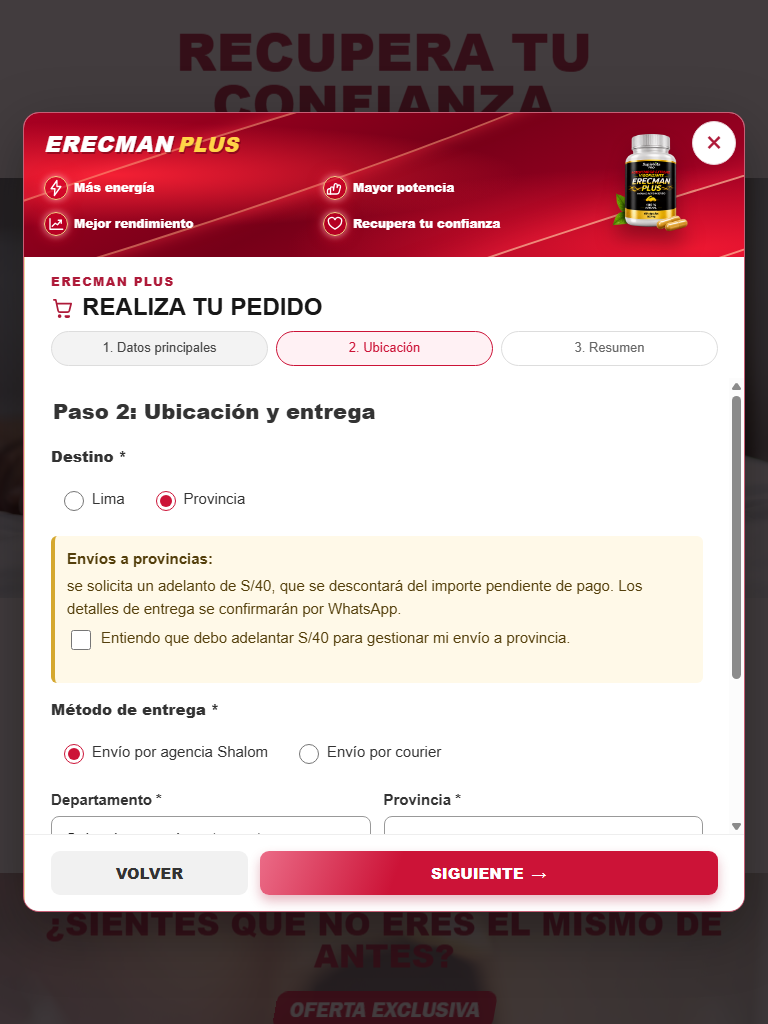 RECUPERA TU
CONFIANZA
ERECMAN PLUS
Más energía
Mayor potencia
Mejor rendimiento
Recupera tu confianza
ERECMAN
PLUS
ERECMAN PLUS
REALIZA TU PEDIDO
1. Datos principales
2. Ubicación
3. Resumen
Paso 2: Ubicación y entrega
Destino *
Lima
Provincia
Envíos a provincias:
se solicita un adelanto de S/40, que se descontará del importe pendiente de pago. Los
detalles de entrega se confirmarán por WhatsApp.
Entiendo que debo adelantar S/40 para gestionar mi envío a provincia.
Método de entrega *
Envío por agencia Shalom
Envío por courier
Departamento *
Provincia *
VOLVER
SIGUIENTE →
¿SIENTES QUE NO ERES EL MISMO DE
ANTES?
OFERTA EXCLUSIVA